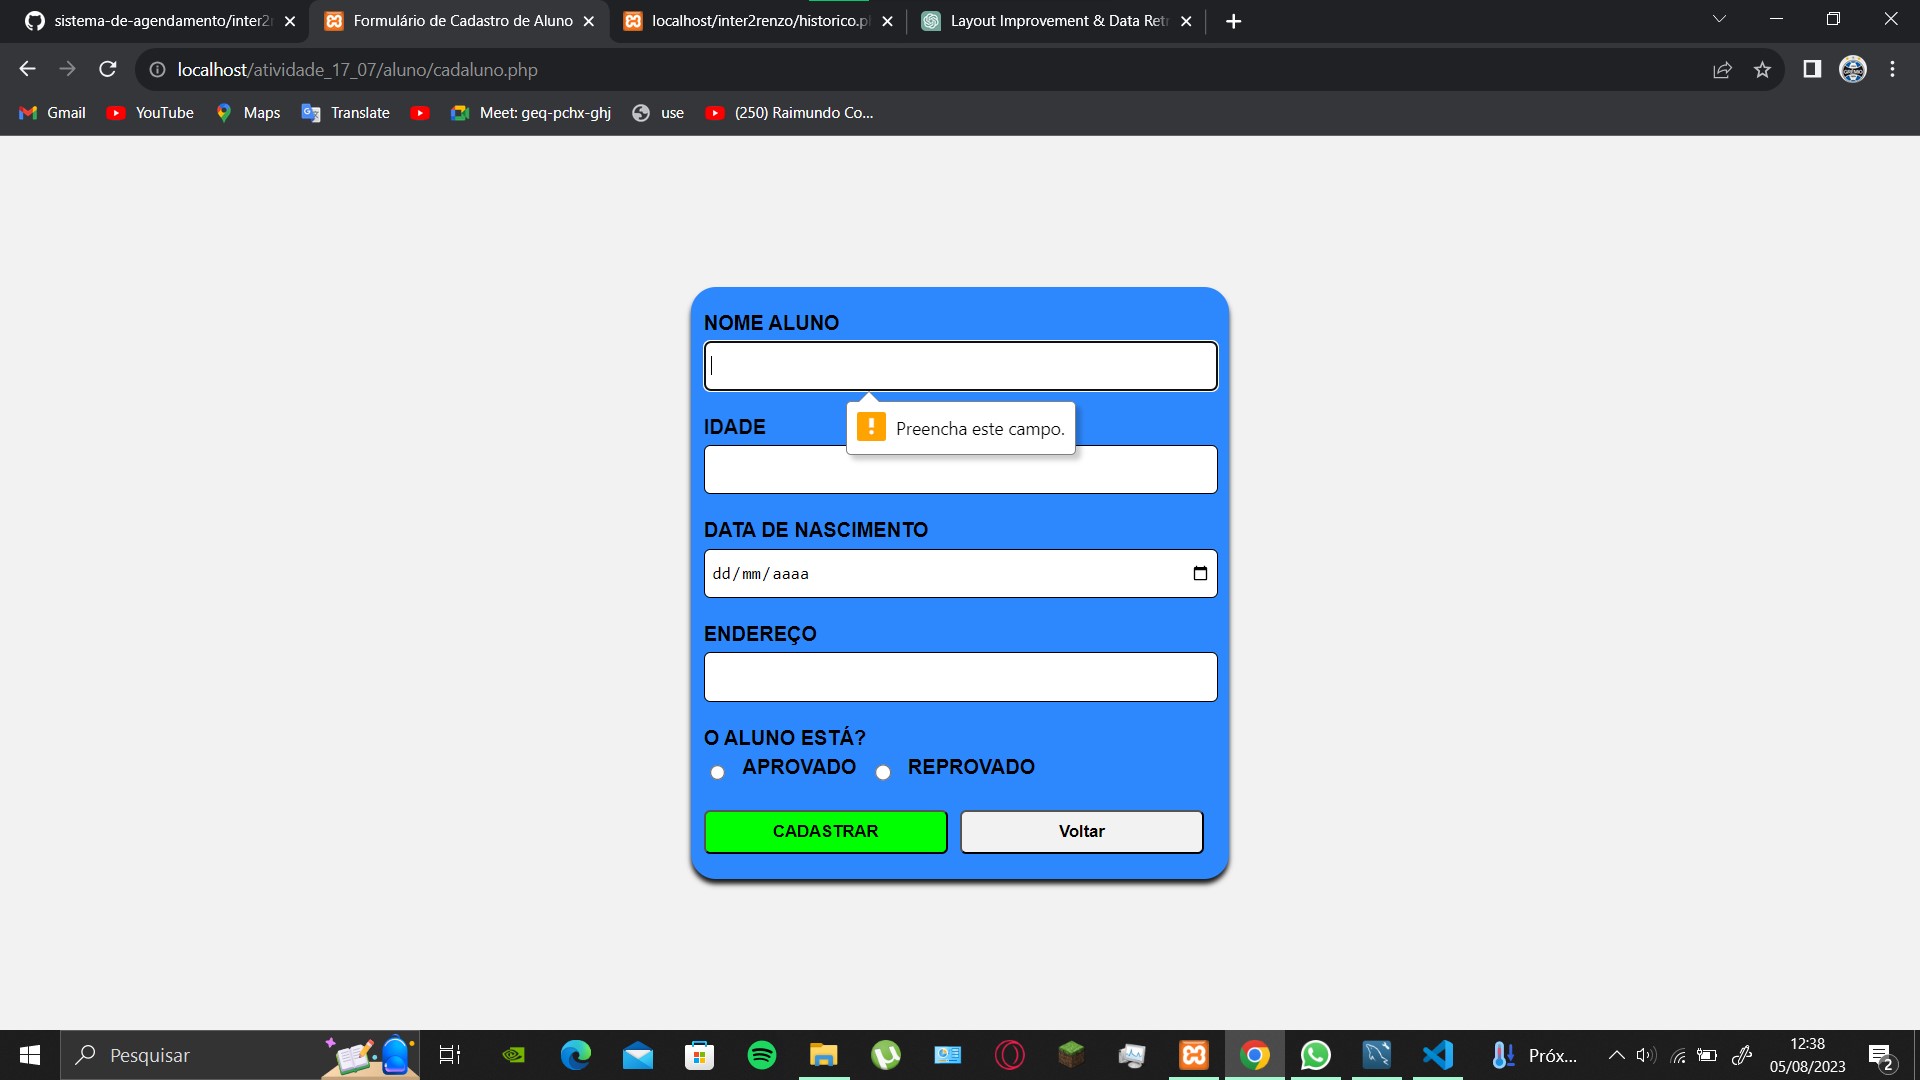 sistema-de-agendamento/inter2r
Formulário de Cadastro de Aluno
localhost/inter2renzo/historico.p
Layout Improvement & Data Retr
localhost/atividade_17_07/aluno/cadaluno.php
Gmail
YouTube
Maps
Translate
Meet: geq-pchx-ghj
use
(250) Raimundo Co...
NOME ALUNO
Preencha este campo.
IDADE
DATA DE NASCIMENTO
dd/mm/aaaa
ENDEREÇO
O ALUNO ESTÁ?
APROVADO REPROVADO
CADASTRAR Voltar
Pesquisar
Próx...
12:38
05/08/2023
2